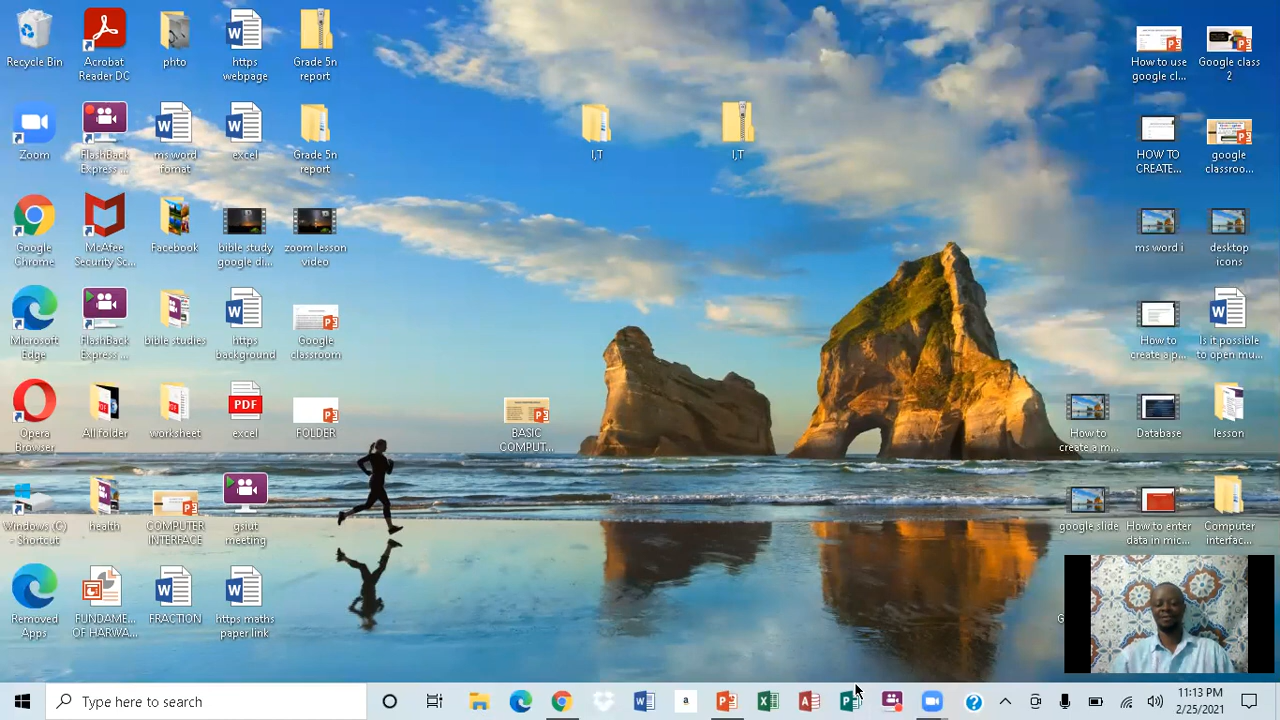 Recycle Bin
Acrobat
Reader DC
phto
https
webpage
Grade 5n
report
Zoom
FlashBack
Express ...
ms word
fomat
excel
Grade 5n
report
Google
Chrome
McAfee
Security Sc...
Facebook
bible study
google di...
zoom lesson
video
Microsoft
Edge
FlashBack
Express ...
bible studies
https
background
Google
classroom
Opera
Browser
All folder
worksheet
PDF
excel
FOLDER
Windows (C)
- Shortcut
health
COMPUTER
INTERFACE
gsiut
meeting
Removed
Apps
FUNDAME...
OF HARWA...
FRACTION
https maths
paper link
I,T
I,T
BASIC
COMPUT...
How to use
google cl...
Google class
2
HOW TO
CREATE...
google
classroo...
ms word i
desktop
icons
How to
create a p...
Is it possible
to open mu...
How to
create a m...
Database
lesson
google slide
How to enter
data in mic...
Computer
interfac...
Type here to search
11:13 PM
2/25/2021